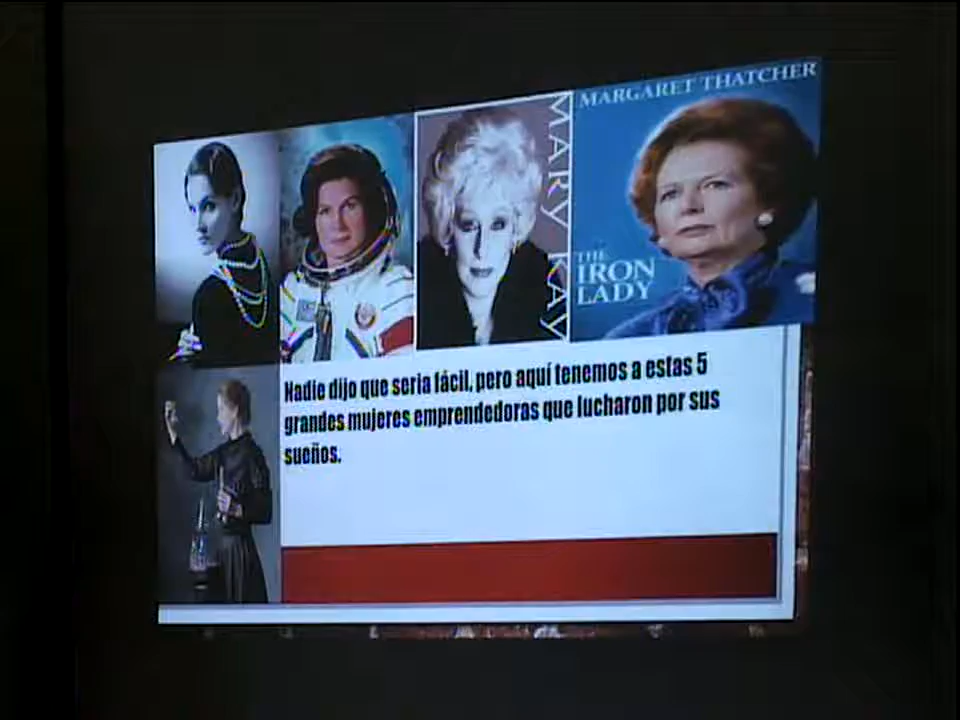 MARGARET THATCHER
MARY KAY
THE
IRON
LADY
Nadie dijo que seria fácil, pero aquí tenemos a estas 5
grandes mujeres emprendedoras que lucharon por sus
sueños.